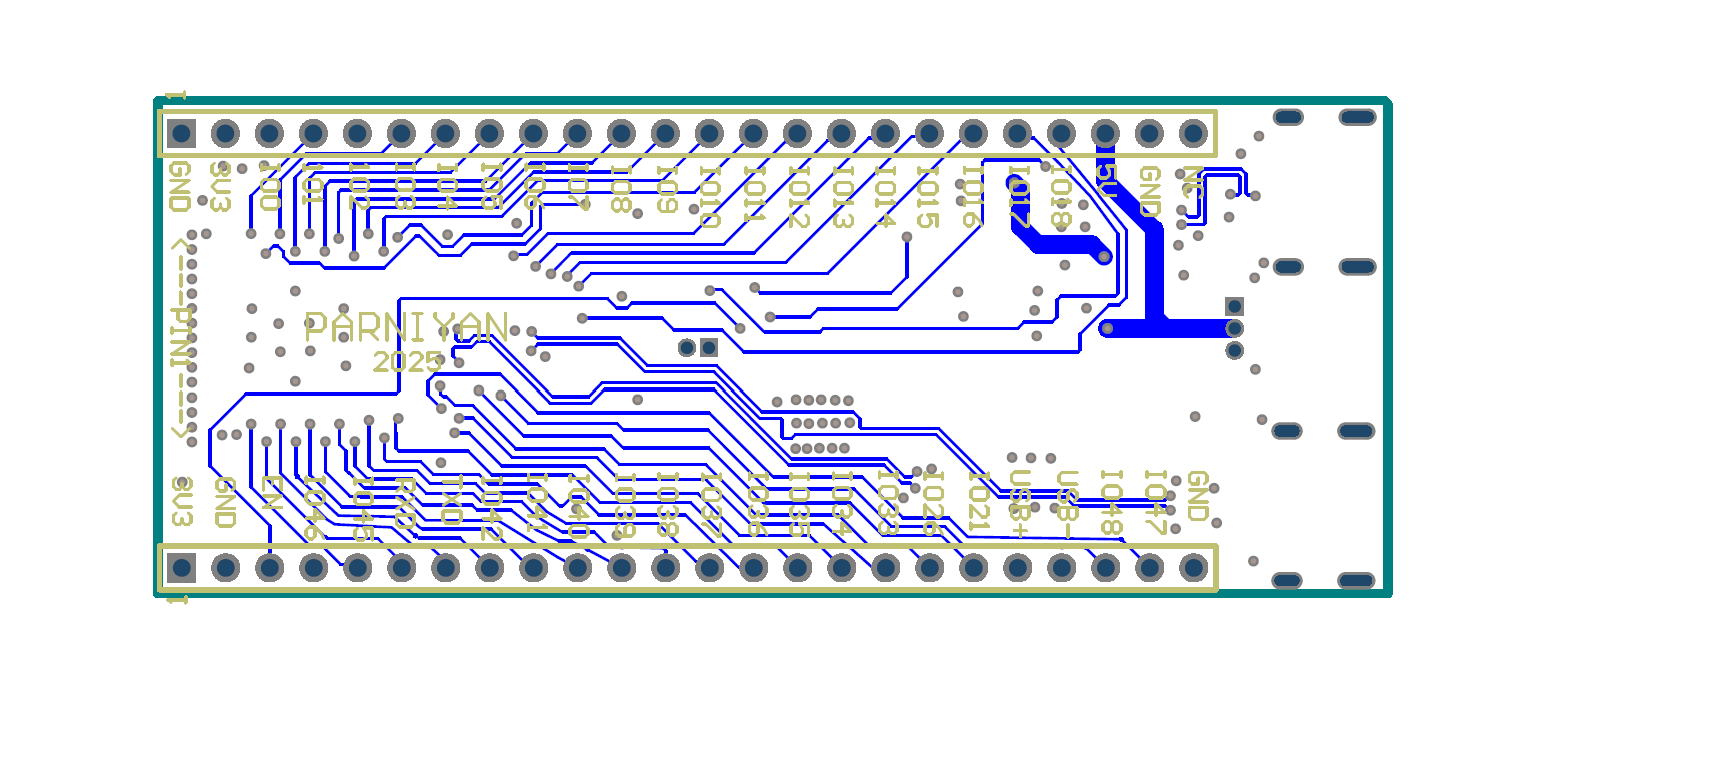 1
GND
3V3
IO0
IO1
IO2
IO3
IO4
IO5
IO6
IO7
IO8
IO9
IO10
IO11
IO12
IO13
IO14
IO15
IO16
IO17
IO18
5V
GND
NC
<---PIN1--->
PARNIYAN
2025
3V3
GND
EN
IO46
IO45
RXD
TXD
IO42
IO41
IO40
IO39
IO38
IO37
IO36
IO35
IO34
IO33
IO26
IO21
USB+
USB-
IO48
IO47
GND
1